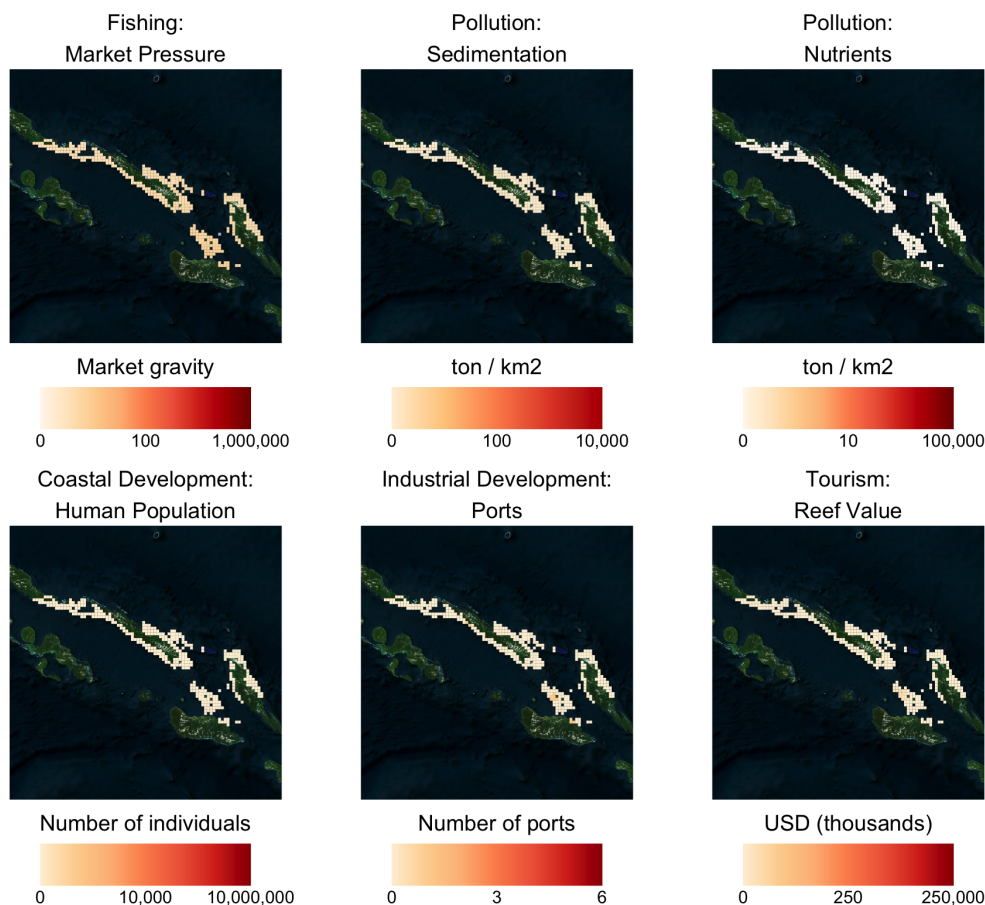 Fishing:
Market Pressure
Pollution:
Sedimentation
Pollution:
Nutrients
Market gravity
0 100 1,000,000
ton / km2
0 100 10,000
ton / km2
0 10 100,000
Coastal Development:
Human Population
Industrial Development:
Ports
Tourism:
Reef Value
Number of individuals
0 10,000 10,000,000
Number of ports
0 3 6
USD (thousands)
0 250 250,000